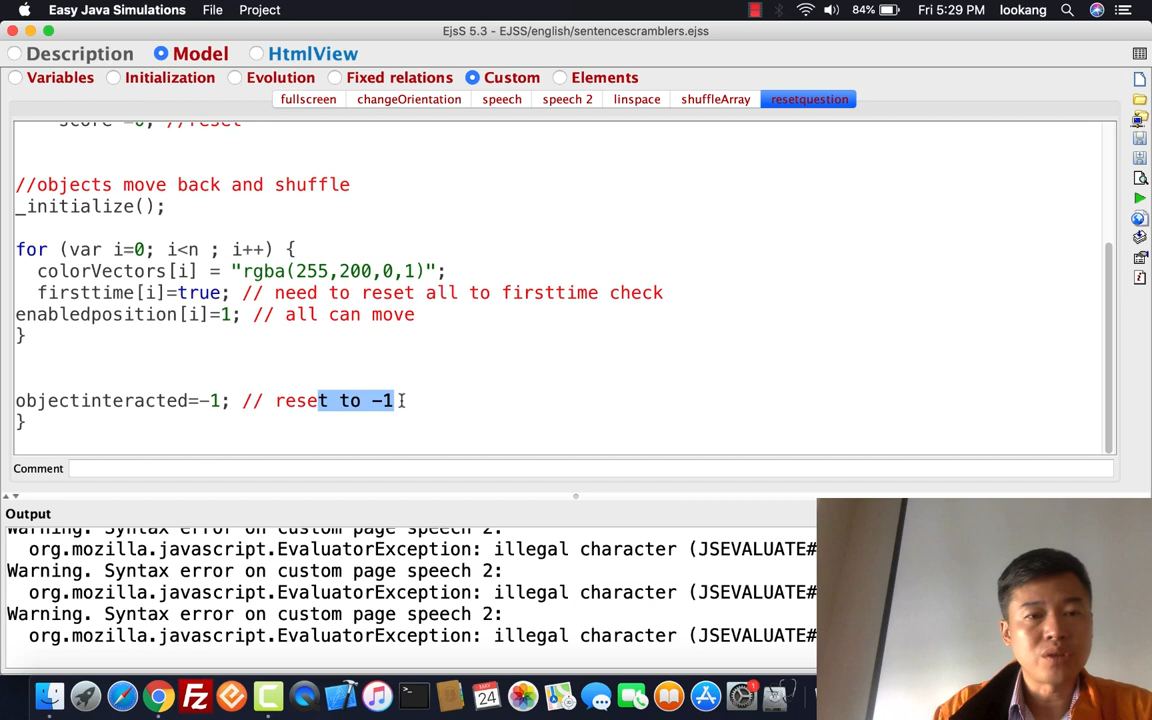 Easy Java Simulations File Project 84% Fri 5:29 PM lookang
EjsS 5.3 - EJSS/english/sentencescramblers.ejss
Description Model HtmlView
Variables Initialization Evolution Fixed relations Custom Elements
fullscreen changeOrientation speech speech 2 linspace shuffleArray resetquestion
score =0; //reset
//objects move back and shuffle
_initialize();
for (var i=0; i<n ; i++) {
colorVectors[i] = "rgba(255,200,0,1)";
firsttime[i]=true; // need to reset all to firsttime check
enabledposition[i]=1; // all can move
}
objectinteracted=-1; // reset to -1
}
Comment
Output
Warning. Syntax error on custom page speech 2:
org.mozilla.javascript.EvaluatorException: illegal character (JSEVALUATE#
Warning. Syntax error on custom page speech 2:
org.mozilla.javascript.EvaluatorException: illegal character (JSEVALUATE#
Warning. Syntax error on custom page speech 2:
org.mozilla.javascript.EvaluatorException: illegal character (JSEVALUATE#
MAY
24
1